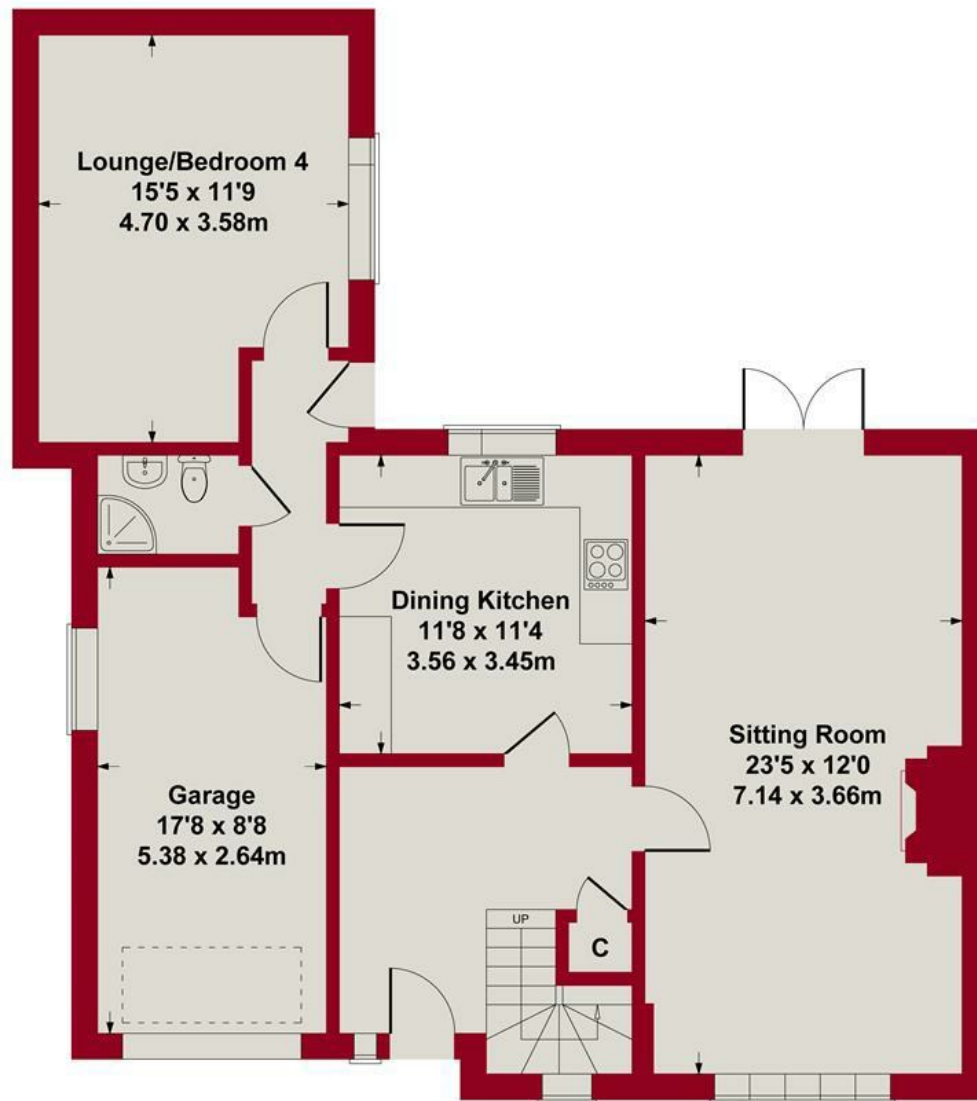 Lounge/Bedroom 4
15'5 x 11'9
4.70 x 3.58m
Dining Kitchen
11'8 x 11'4
3.56 x 3.45m
Sitting Room
23'5 x 12'0
7.14 x 3.66m
Garage
17'8 x 8'8
5.38 x 2.64m
UP
C